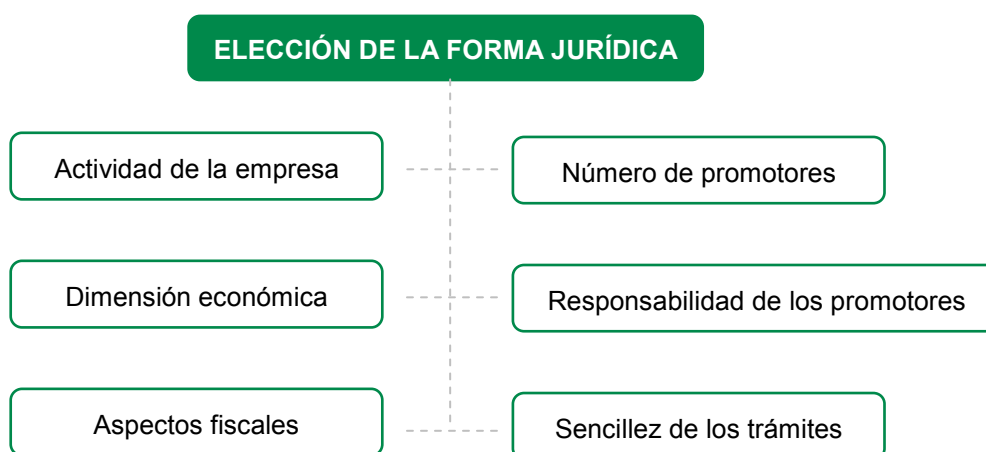 ELECCIÓN DE LA FORMA JURÍDICA
Actividad de la empresa
Número de promotores
Dimensión económica
Responsabilidad de los promotores
Aspectos fiscales
Sencillez de los trámites